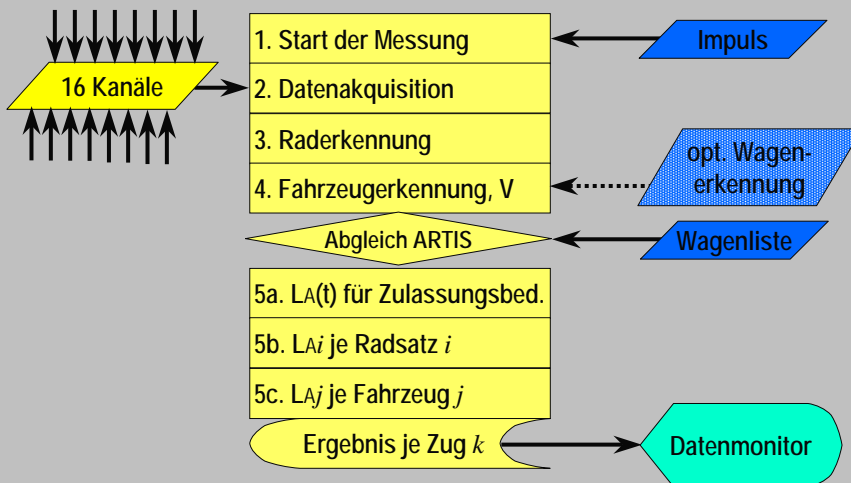 1. Start der Messung
Impuls
16 Kanäle
2. Datenakquisition
3. Raderkennung
opt. Wagen-
erkennung
4. Fahrzeugerkennung, V
Abgleich ARTIS
Wagenliste
5a. LA(t) für Zulassungsbed.
5b. LAi je Radsatz i
5c. LAj je Fahrzeug j
Ergebnis je Zug k
Datenmonitor